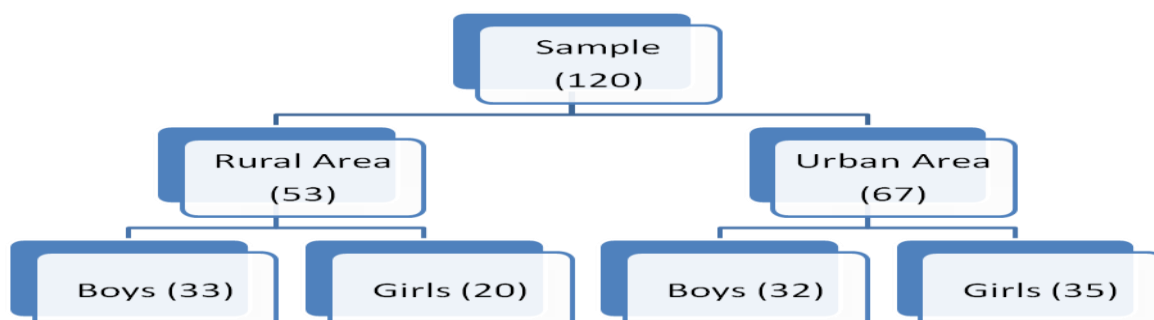 Sample
(120)
Rural Area
(53)
Urban Area
(67)
Boys (33)
Girls (20)
Boys (32)
Girls (35)